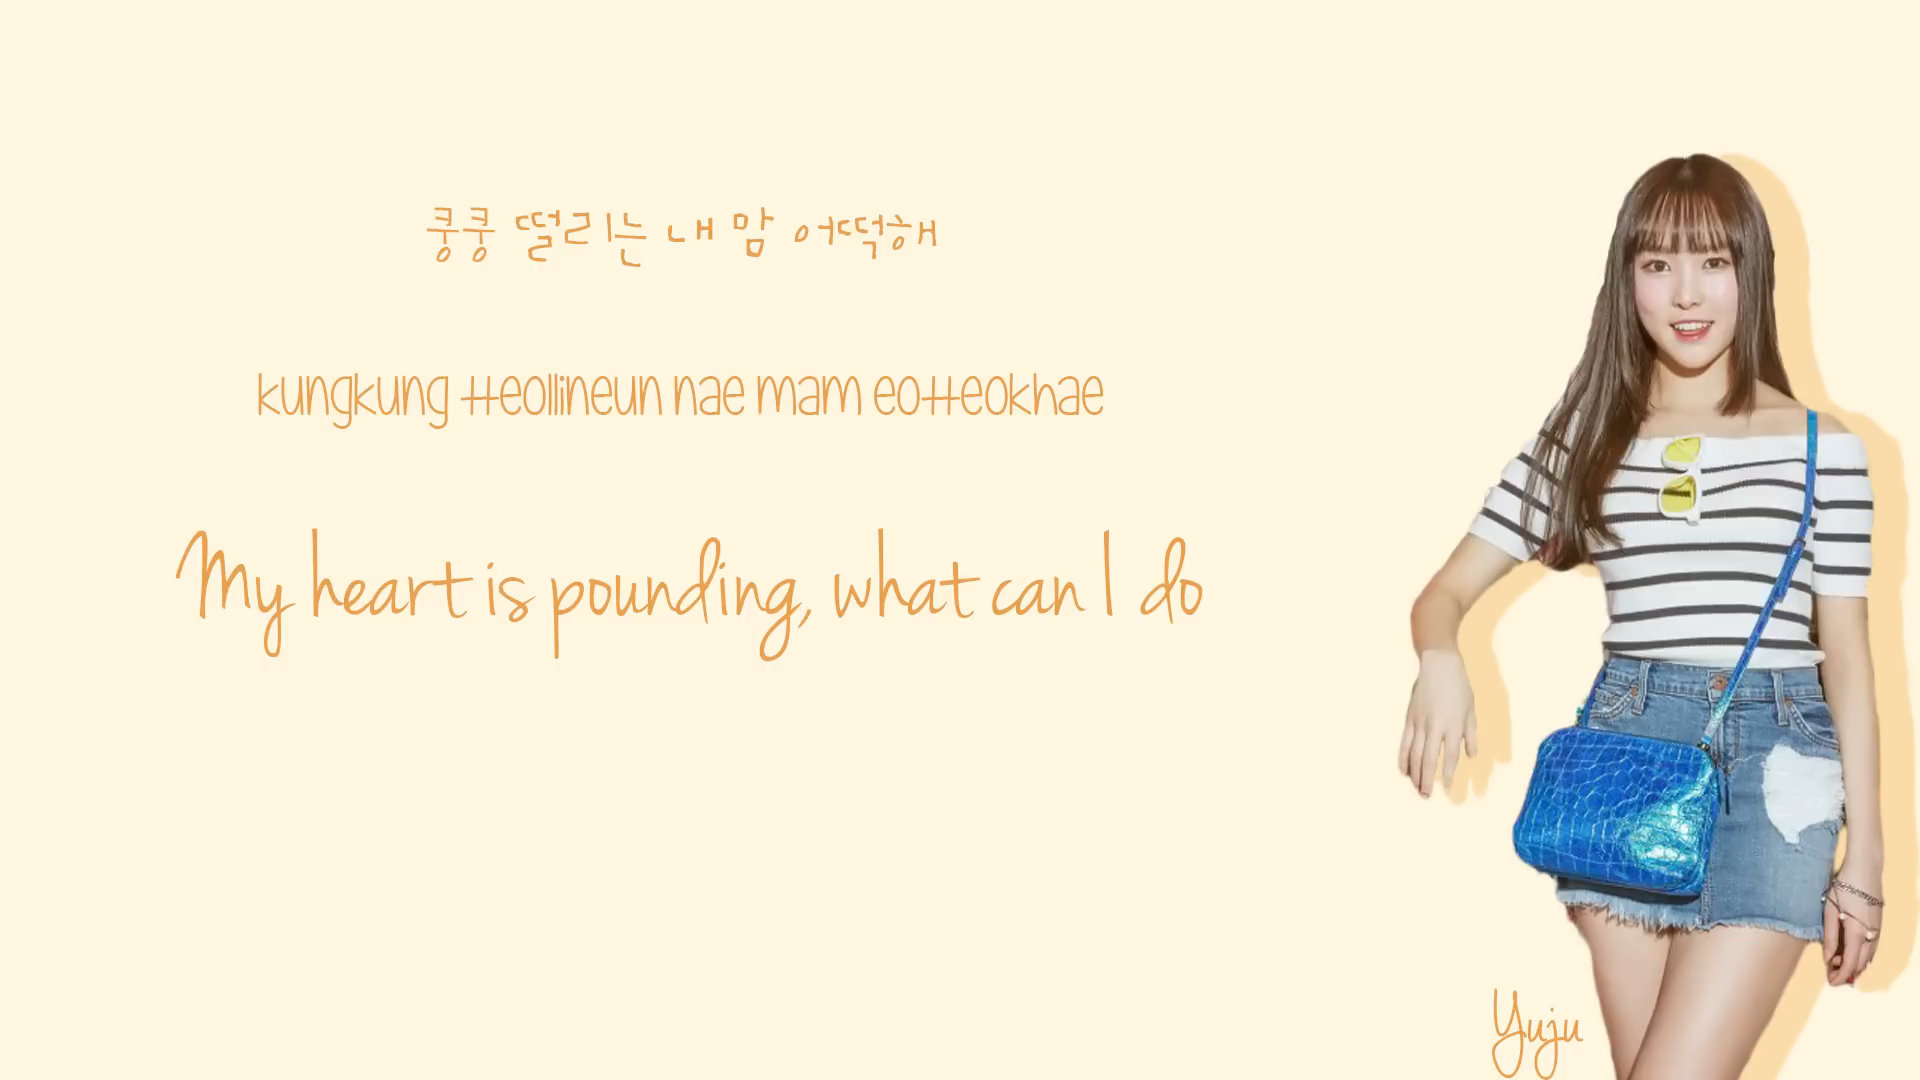 쿵쿵 떨리는 내 맘 어떡해
kungkung tteollineun nae mam eotteokhae
My heart is pounding, what can I do
Yuju